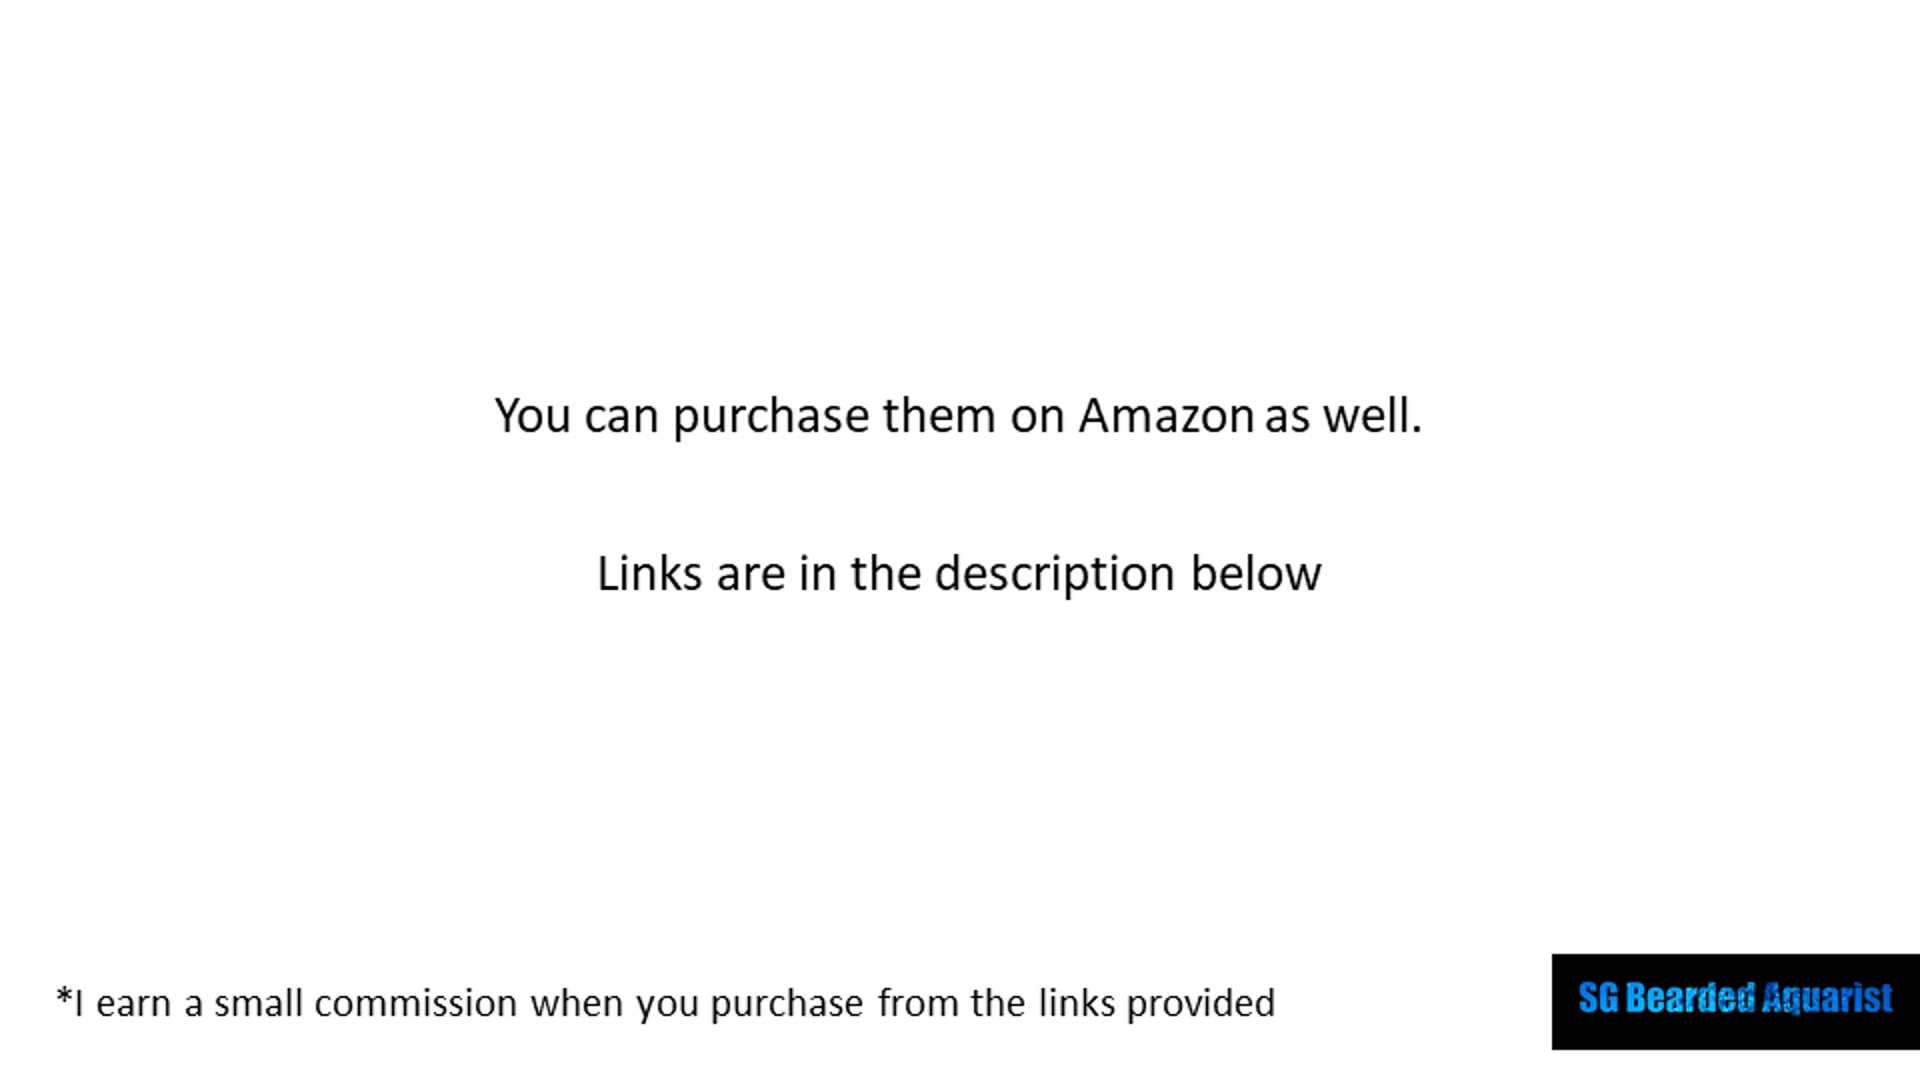 You can purchase them on Amazon as well.
Links are in the description below
*I earn a small commission when you purchase from the links provided
SG Bearded Aquarist